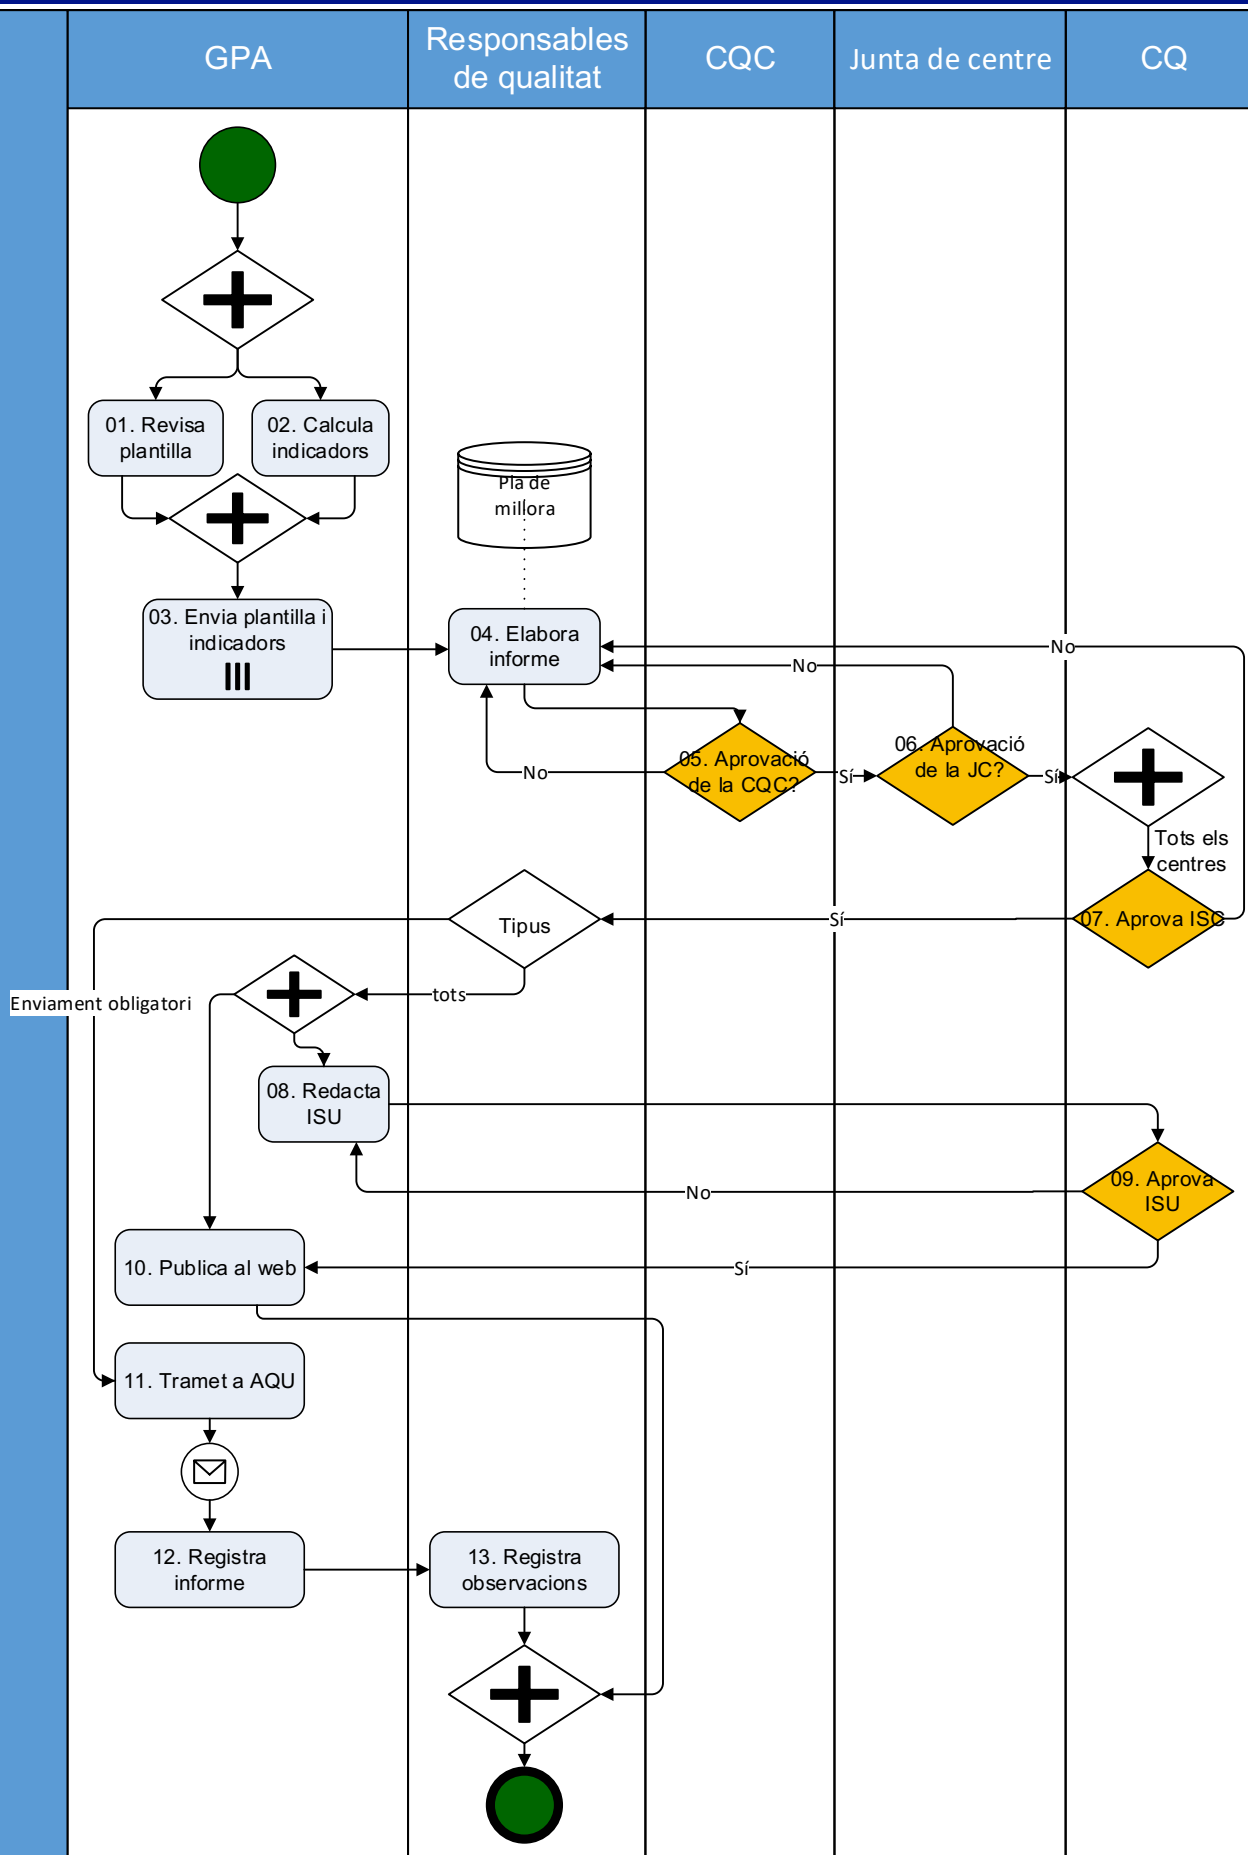 GPA
Responsables
de qualitat
CQC
Junta de centre
CQ
01. Revisa
plantilla
02. Calcula
indicadors
Pla de
millora
03. Envia plantilla i
indicadors
04. Elabora
informe
No
No
05. Aprovació
de la CQC?
No
Sí
06. Aprovació
de la JC?
Sí
Tots els
centres
07. Aprova ISC
Sí
Tipus
tots
Enviament obligatori
08. Redacta
ISU
09. Aprova
ISU
No
10. Publica al web
Sí
11. Tramet a AQU
12. Registra
informe
13. Registra
observacions